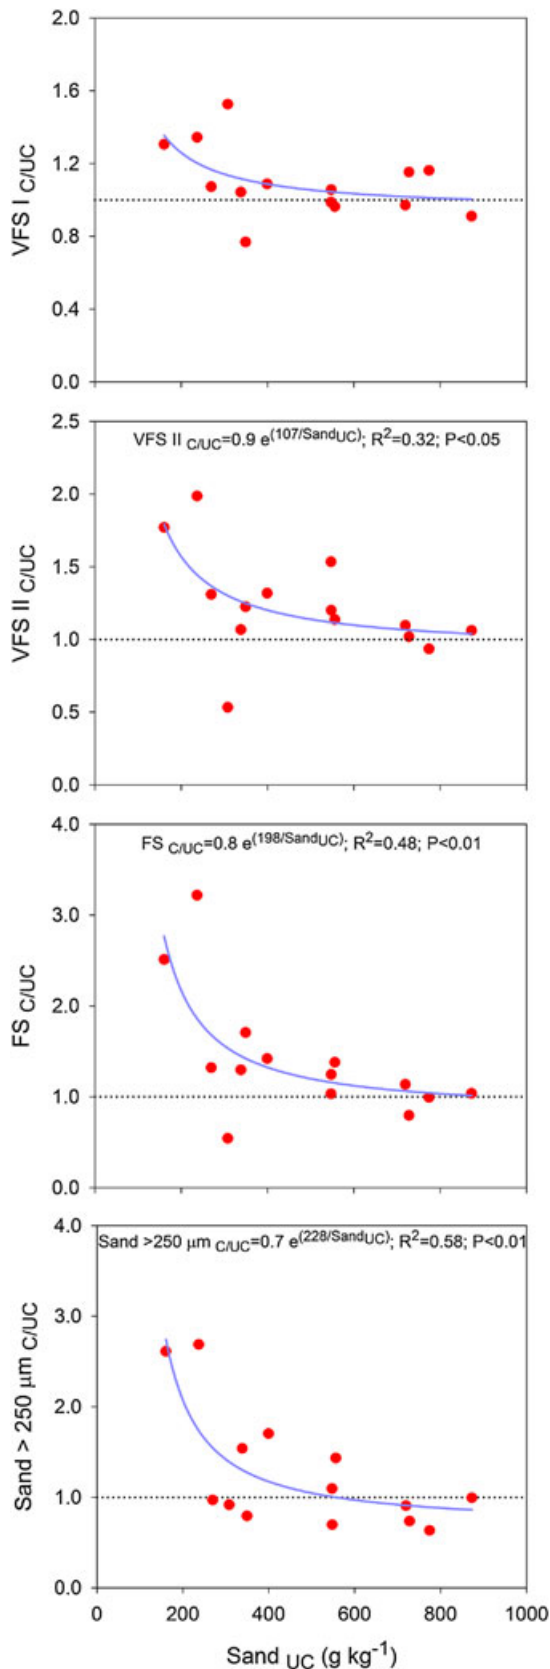 2.0
1.6
1.2
0.8
0.4
0.0
VFS I C/UC
2.5
2.0
1.5
1.0
0.5
0.0
VFS II C/UC
VFS II C/UC=0.9 e(107/SandUC); R2=0.32; P<0.05
4.0
3.0
2.0
1.0
0.0
FS C/UC
FS C/UC=0.8 e(198/SandUC); R2=0.48; P<0.01
4.0
3.0
2.0
1.0
0.0
Sand > 250 μm C/UC
Sand >250 μm C/UC=0.7 e(228/SandUC); R2=0.58; P<0.01
0 200 400 600 800 1000
Sand UC (g kg-1)